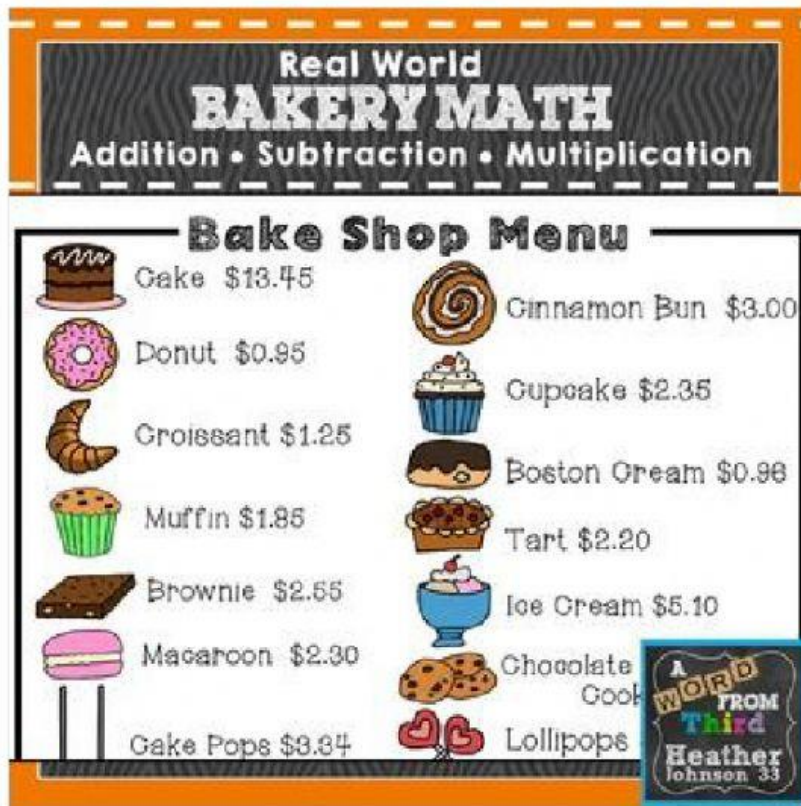 Real World
BAKERY MATH
Addition • Subtraction • Multiplication
Bake Shop Menu
Cake $13.45
Donut $0.95
Croissant $1.25
Muffin $1.85
Brownie $2.55
Macaroon $2.30
Cake Pops $3.34
Cinnamon Bun $3.00
Cupcake $2.35
Boston Cream $0.98
Tart $2.20
Ice Cream $5.10
Chocolate
Cook
Lollipops
A
WORD
FROM
Third
Heather
Johnson 33